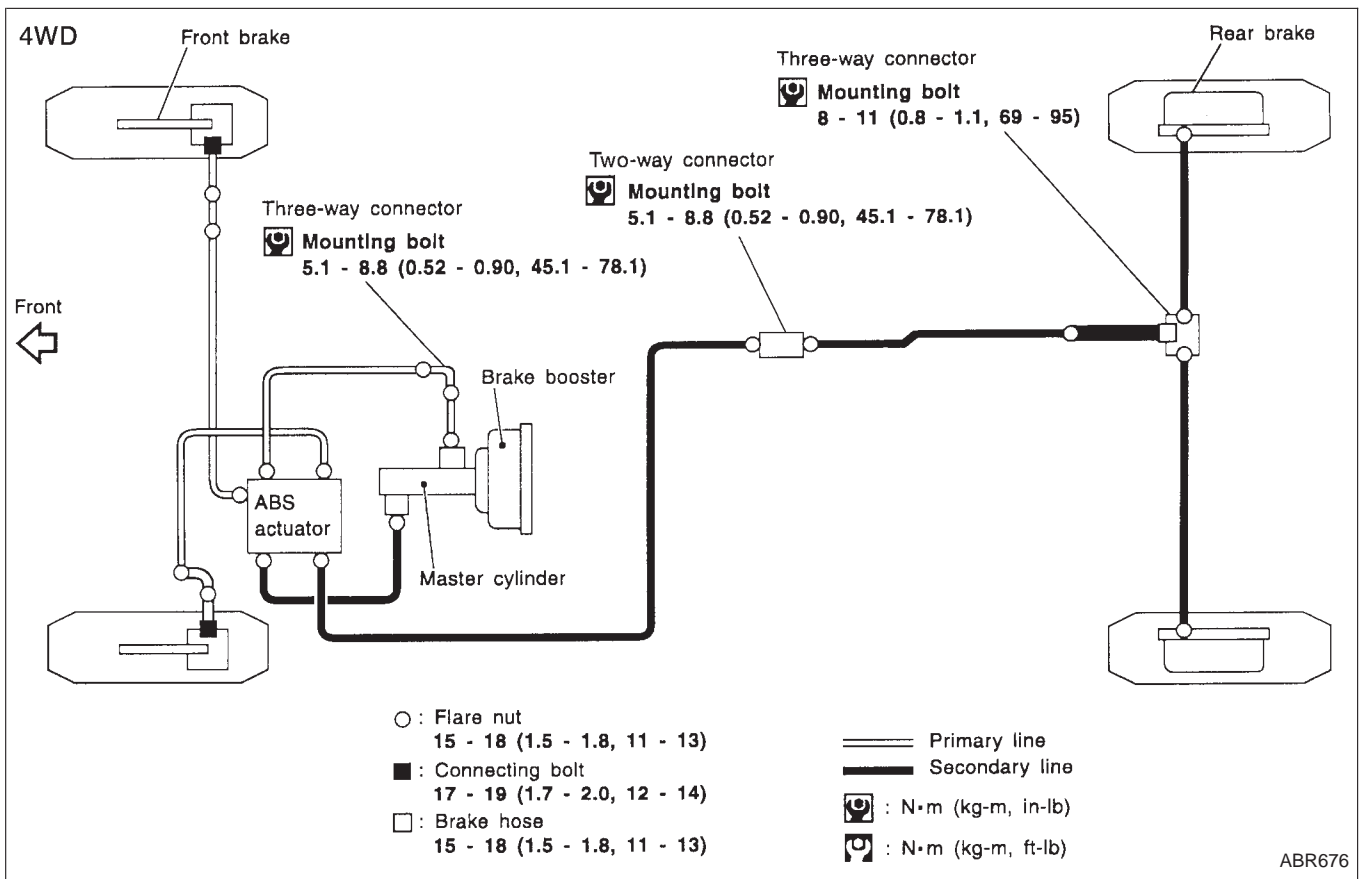 4WD
Front brake
Rear brake
Three-way connector
Mounting bolt
8 - 11 (0.8 - 1.1, 69 - 95)
Two-way connector
Mounting bolt
5.1 - 8.8 (0.52 - 0.90, 45.1 - 78.1)
Three-way connector
Mounting bolt
5.1 - 8.8 (0.52 - 0.90, 45.1 - 78.1)
Front
Brake booster
ABS
actuator
Master cylinder
: Flare nut
15 - 18 (1.5 - 1.8, 11 - 13)
: Connecting bolt
17 - 19 (1.7 - 2.0, 12 - 14)
: Brake hose
15 - 18 (1.5 - 1.8, 11 - 13)
Primary line
Secondary line
: N•m (kg-m, in-lb)
: N•m (kg-m, ft-lb)
ABR676